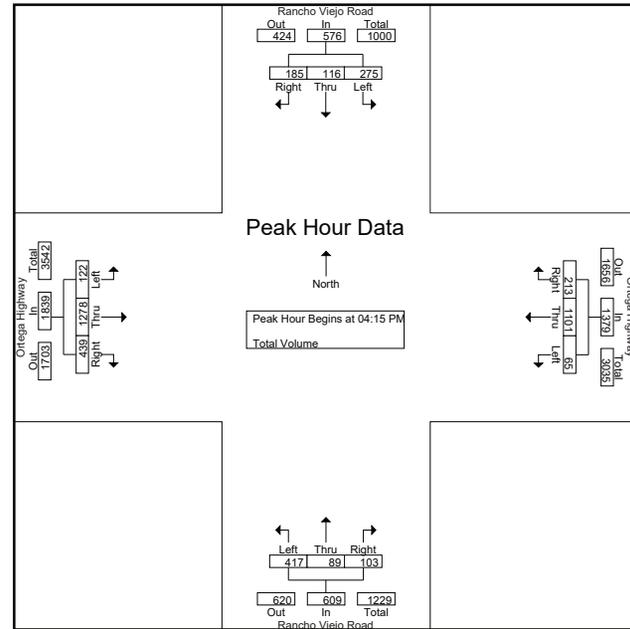 Rancho Viejo Road
Out In Total
424 576 1000
185 116 275
Right Thru Left
Peak Hour Data
North
Peak Hour Begins at 04:15 PM
Total Volume
Ortega Highway
Total In Out
3542 1839 1703
122 1278 439
Left Thru Right
Ortega Highway
Out In Total
1656 1379 3035
213 1101 65
Right Thru Left
Left Thru Right
417 89 103
620 609 1229
Out In Total
Rancho Viejo Road